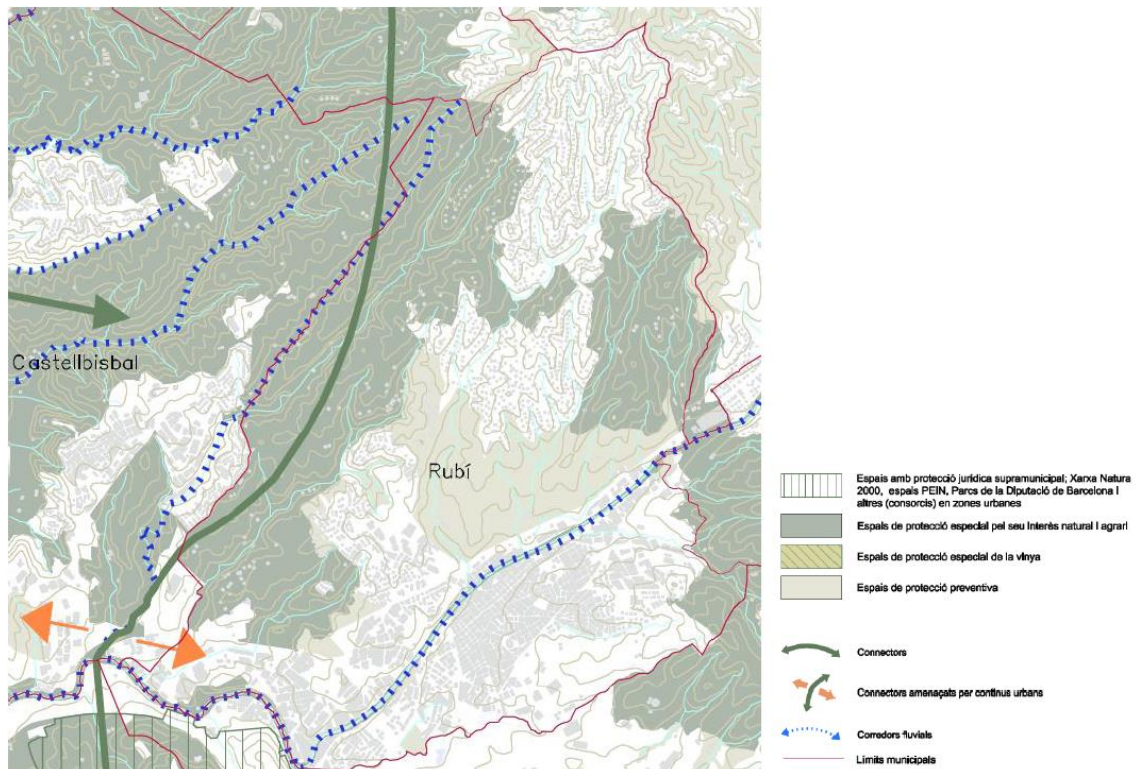 Castellbisbal
Rubí
Espais amb protecció jurídica supramunicipal; Xarxa Natura
2000, espais PEIN, Parcs de la Diputació de Barcelona i
altres (consorcis) en zones urbanes
Espais de protecció especial pel seu interès natural i agrari
Espais de protecció especial de la vinya
Espais de protecció preventiva
Connectors
Connectors amenaçats per continus urbans
Corredors fluvials
Límits municipals